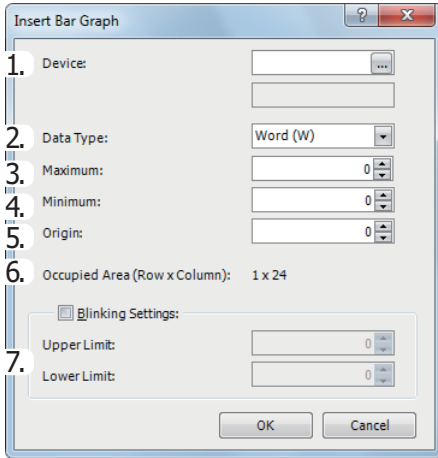 Insert Bar Graph
?
1. Device: ...
2. Data Type: Word (W)
3. Maximum: 0
4. Minimum: 0
5. Origin: 0
6. Occupied Area (Row x Column): 1 x 24
Blinking Settings:
Upper Limit: 0
7.
Lower Limit: 0
OK Cancel